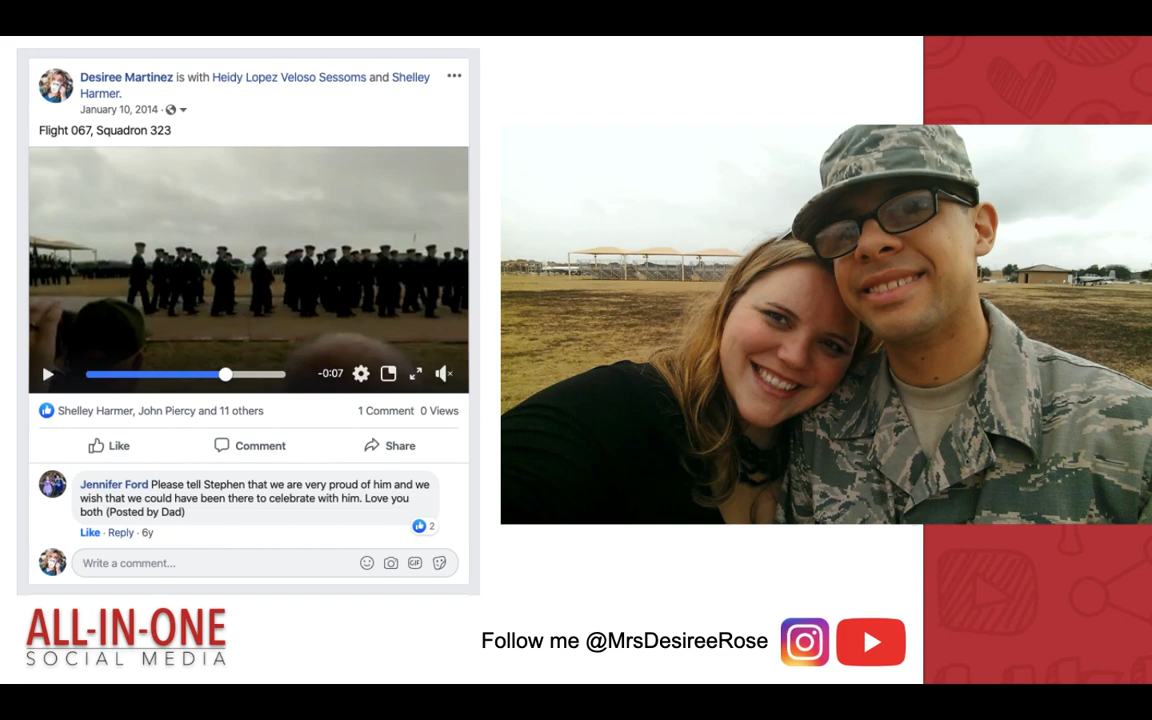 Desiree Martinez is with Heidy Lopez Veloso Sessoms and Shelley
Harmer.
January 10, 2014 ·
Flight 067, Squadron 323
-0:07
Shelley Harmer, John Piercy and 11 others
1 Comment 0 Views
Like Comment Share
Jennifer Ford Please tell Stephen that we are very proud of him and we
wish that we could have been there to celebrate with him. Love you
both (Posted by Dad)
2
Like · Reply · 6y
Write a comment...
GIF
ALL-IN-ONE
SOCIAL MEDIA
Follow me @MrsDesireeRose